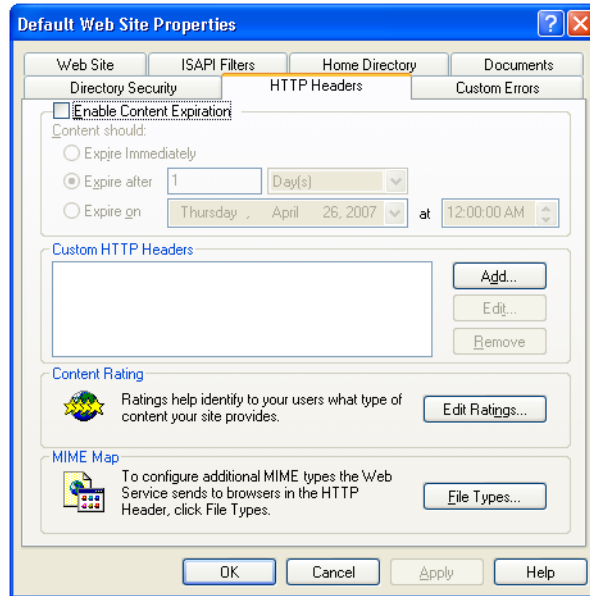 Default Web Site Properties
Web Site ISAPI Filters Home Directory Documents
Directory Security HTTP Headers Custom Errors
Enable Content Expiration
Content should:
Expire Immediately
Expire after 1 Day(s)
Expire on Thursday , April 26, 2007 at 12:00:00 AM
Custom HTTP Headers
Add...
Edit...
Remove
Content Rating
Ratings help identify to your users what type of
content your site provides.
Edit Ratings...
MIME Map
To configure additional MIME types the Web
Service sends to browsers in the HTTP
Header, click File Types.
File Types...
OK Cancel Apply Help